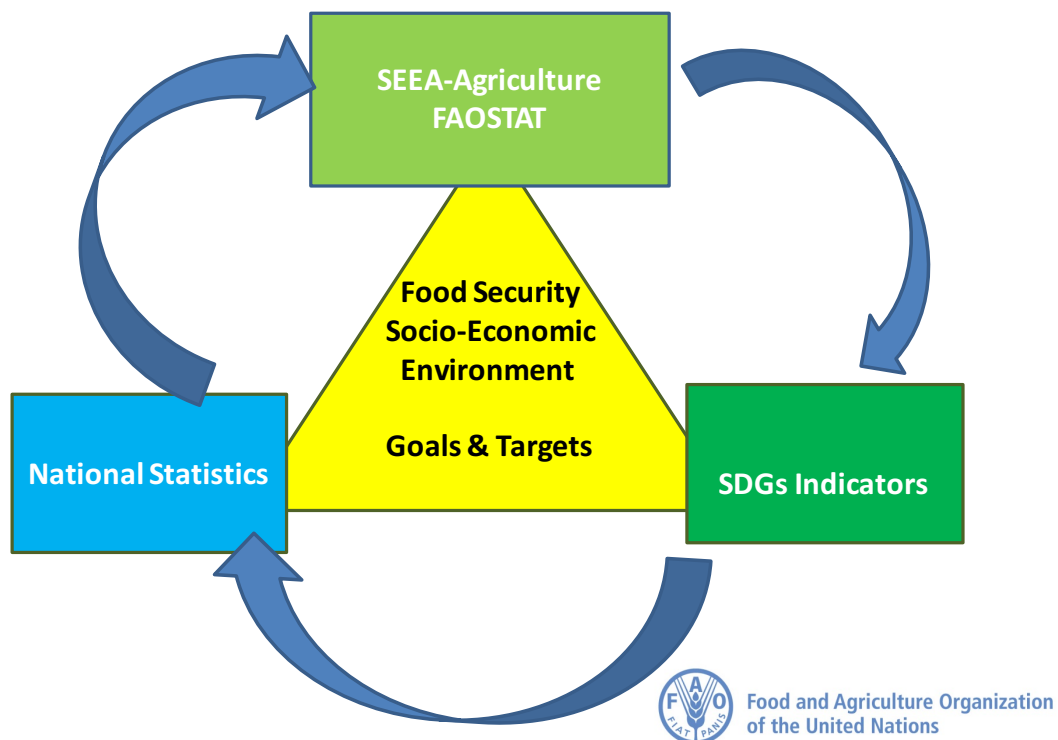 SEEA-Agriculture
FAOSTAT
Food Security
Socio-Economic
Environment
Goals & Targets
National Statistics
SDGs Indicators
F A O
FIAT PANIS
Food and Agriculture Organization
of the United Nations